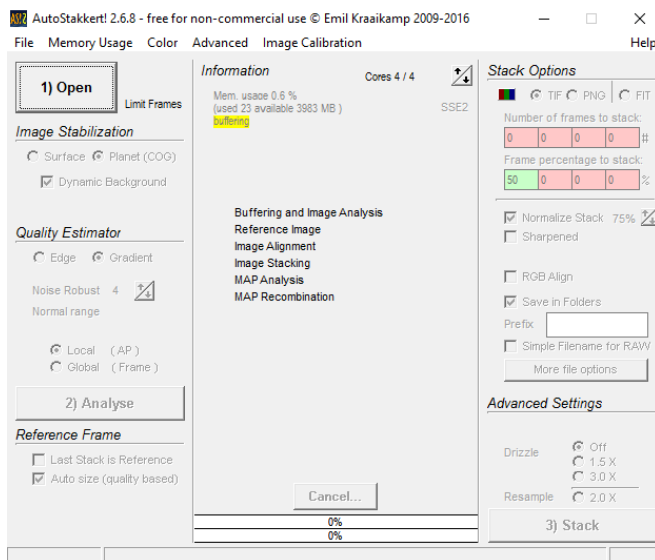 AutoStakkert! 2.6.8 - free for non-commercial use © Emil Kraaikamp 2009-2016
File Memory Usage Color Advanced Image Calibration Help
1) Open
Limit Frames
Image Stabilization
Surface Planet (COG)
Dynamic Background
Quality Estimator
Edge Gradient
Noise Robust 4
Normal range
Local (AP)
Global (Frame)
2) Analyse
Reference Frame
Last Stack is Reference
Auto size (quality based)
Information
Cores 4 / 4
Mem. usage 0.6 %
(used 23 available 3983 MB )
SSE2
buffering
Buffering and Image Analysis
Reference Image
Image Alignment
Image Stacking
MAP Analysis
MAP Recombination
Cancel...
0%
0%
Stack Options
TIF PNG FIT
Number of frames to stack:
0 0 0 0 #
Frame percentage to stack:
50 0 0 0 %
Normalize Stack 75%
Sharpened
RGB Align
Save in Folders
Prefix
Simple Filename for RAW
More file options
Advanced Settings
Drizzle
Off
1.5 X
3.0 X
Resample 2.0 X
3) Stack